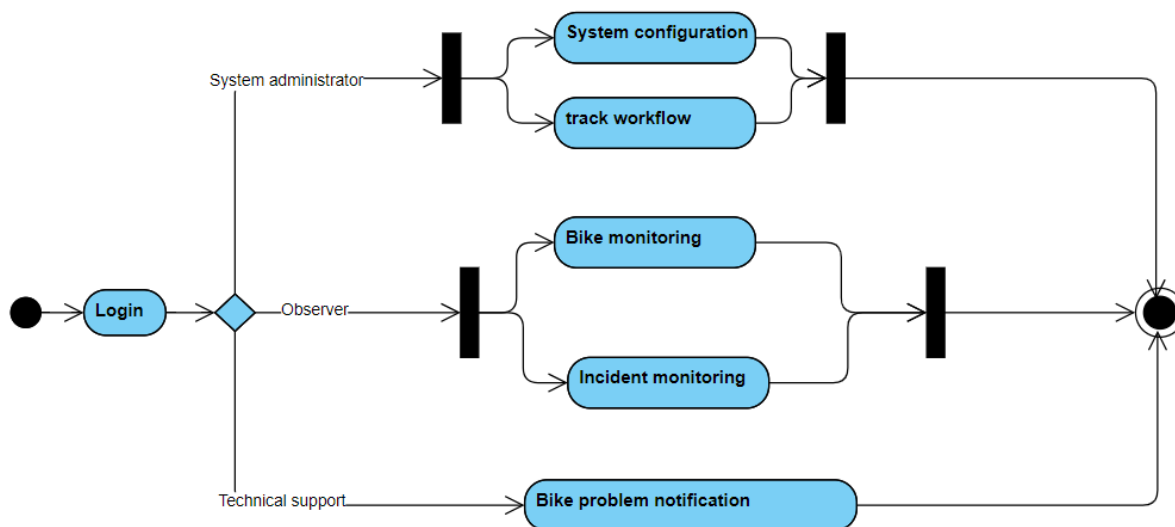 System configuration
System administrator
track workflow
Bike monitoring
Login
Observer
Incident monitoring
Technical support
Bike problem notification